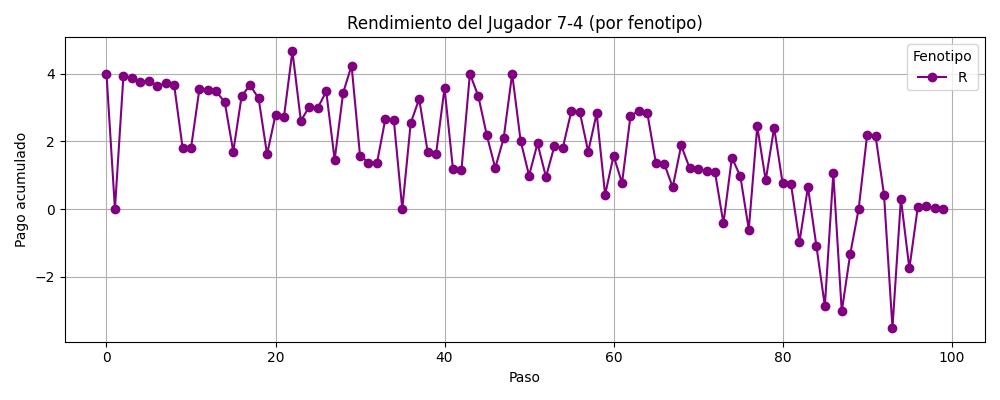 Rendimiento del Jugador 7-4 (por fenotipo)
Fenotipo
R
Pago acumulado
4
2
0
−2
0 20 40 60 80 100
Paso